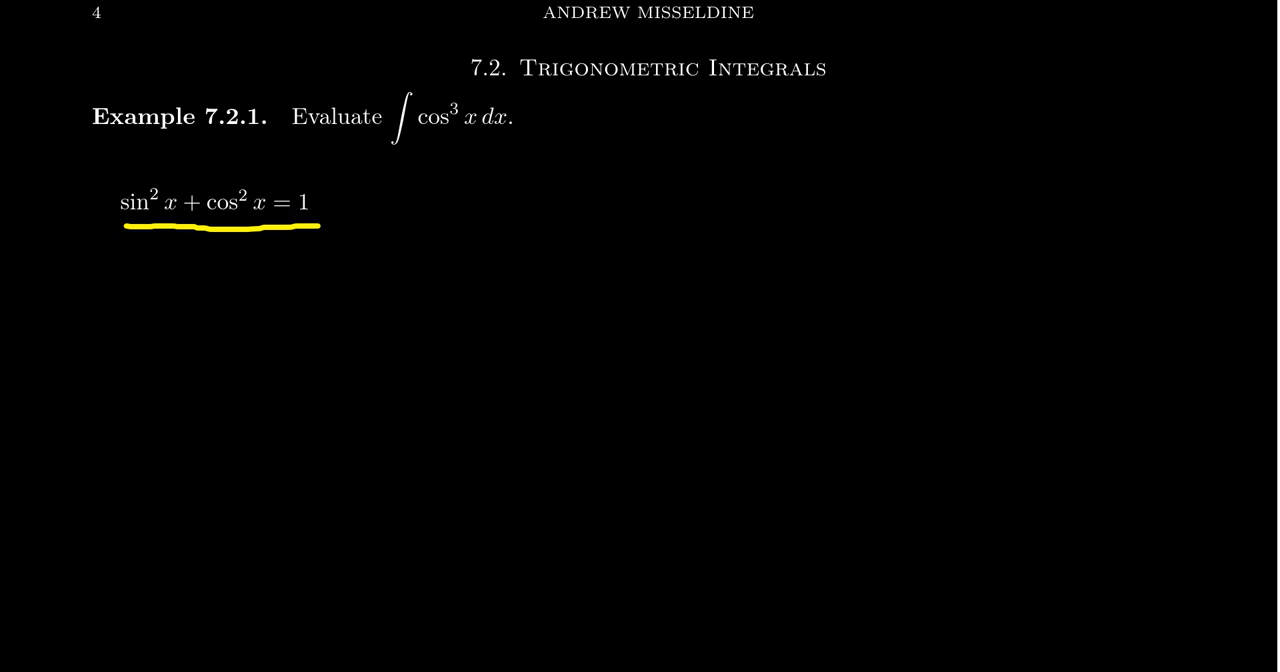 4 ANDREW MISSELDINE
7.2. TRIGONOMETRIC INTEGRALS
Example 7.2.1. Evaluate ∫ cos³ x dx.
sin² x + cos² x = 1